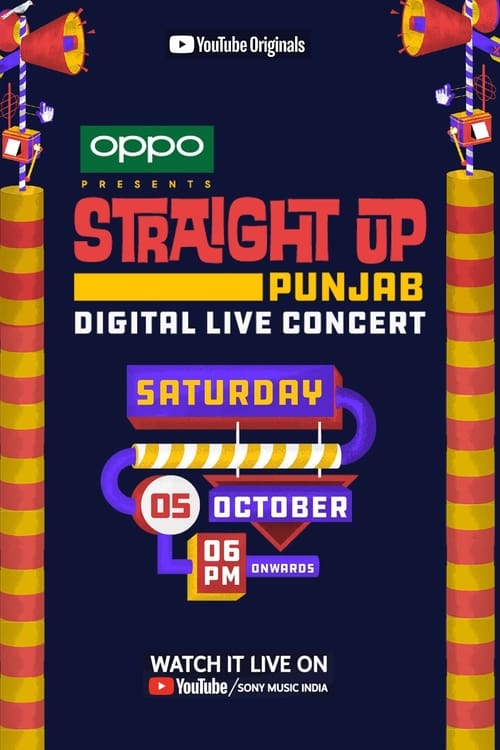 YouTube Originals
oppo
PRESENTS
STRAIGHT UP
PUNJAB
DIGITAL LIVE CONCERT
SATURDAY
05 OCTOBER
06
PM ONWARDS
WATCH IT LIVE ON
YouTube/SONY MUSIC INDIA